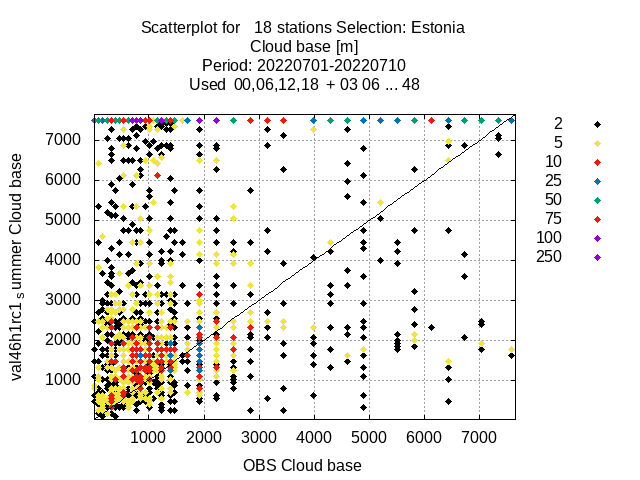 Scatterplot for 18 stations Selection: Estonia
Cloud base [m]
Period: 20220701-20220710
Used 00,06,12,18 + 03 06 ... 48
val46h1rc1 summer Cloud base
7000
6000
5000
4000
3000
2000
1000
1000 2000 3000 4000 5000 6000 7000
OBS Cloud base
2
5
10
25
50
75
100
250